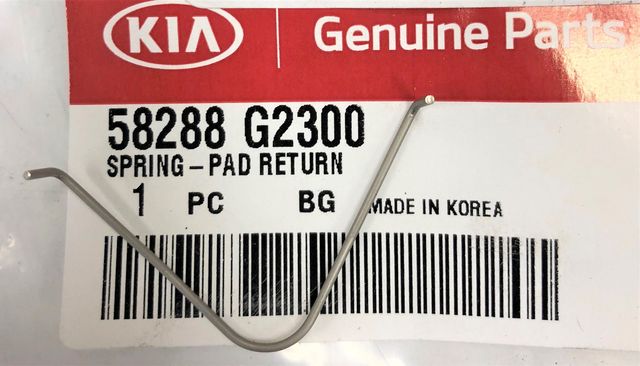 KIA Genuine Parts
58288 G2300
SPRING-PAD RETURN
1 PC BG MADE IN KOREA